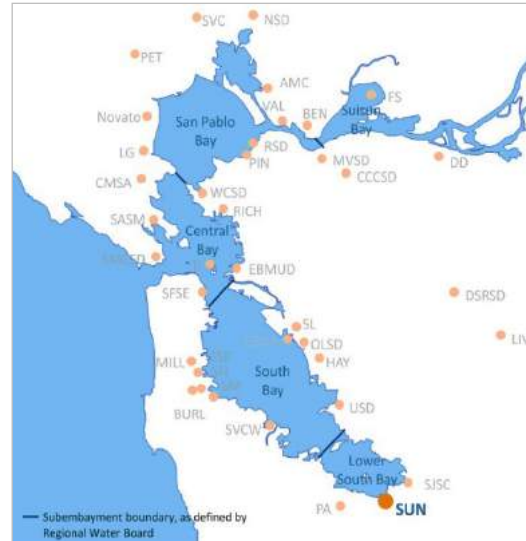 SVC
NSD
PET
AMC
VAL
BEN
FS
Suisun
Bay
Novato
San Pablo
Bay
RSD
PIN
LG
MVSD
DD
CCCSD
CMSA
WCSD
RICH
SASM
Central
Bay
EBMUD
SFSE
DSRSD
SL
OLSD
LIV
MILL
HAY
South
Bay
BURL
USD
SVCW
Lower
South Bay
SJSC
PA
SUN
Subembayment boundary, as defined by
Regional Water Board